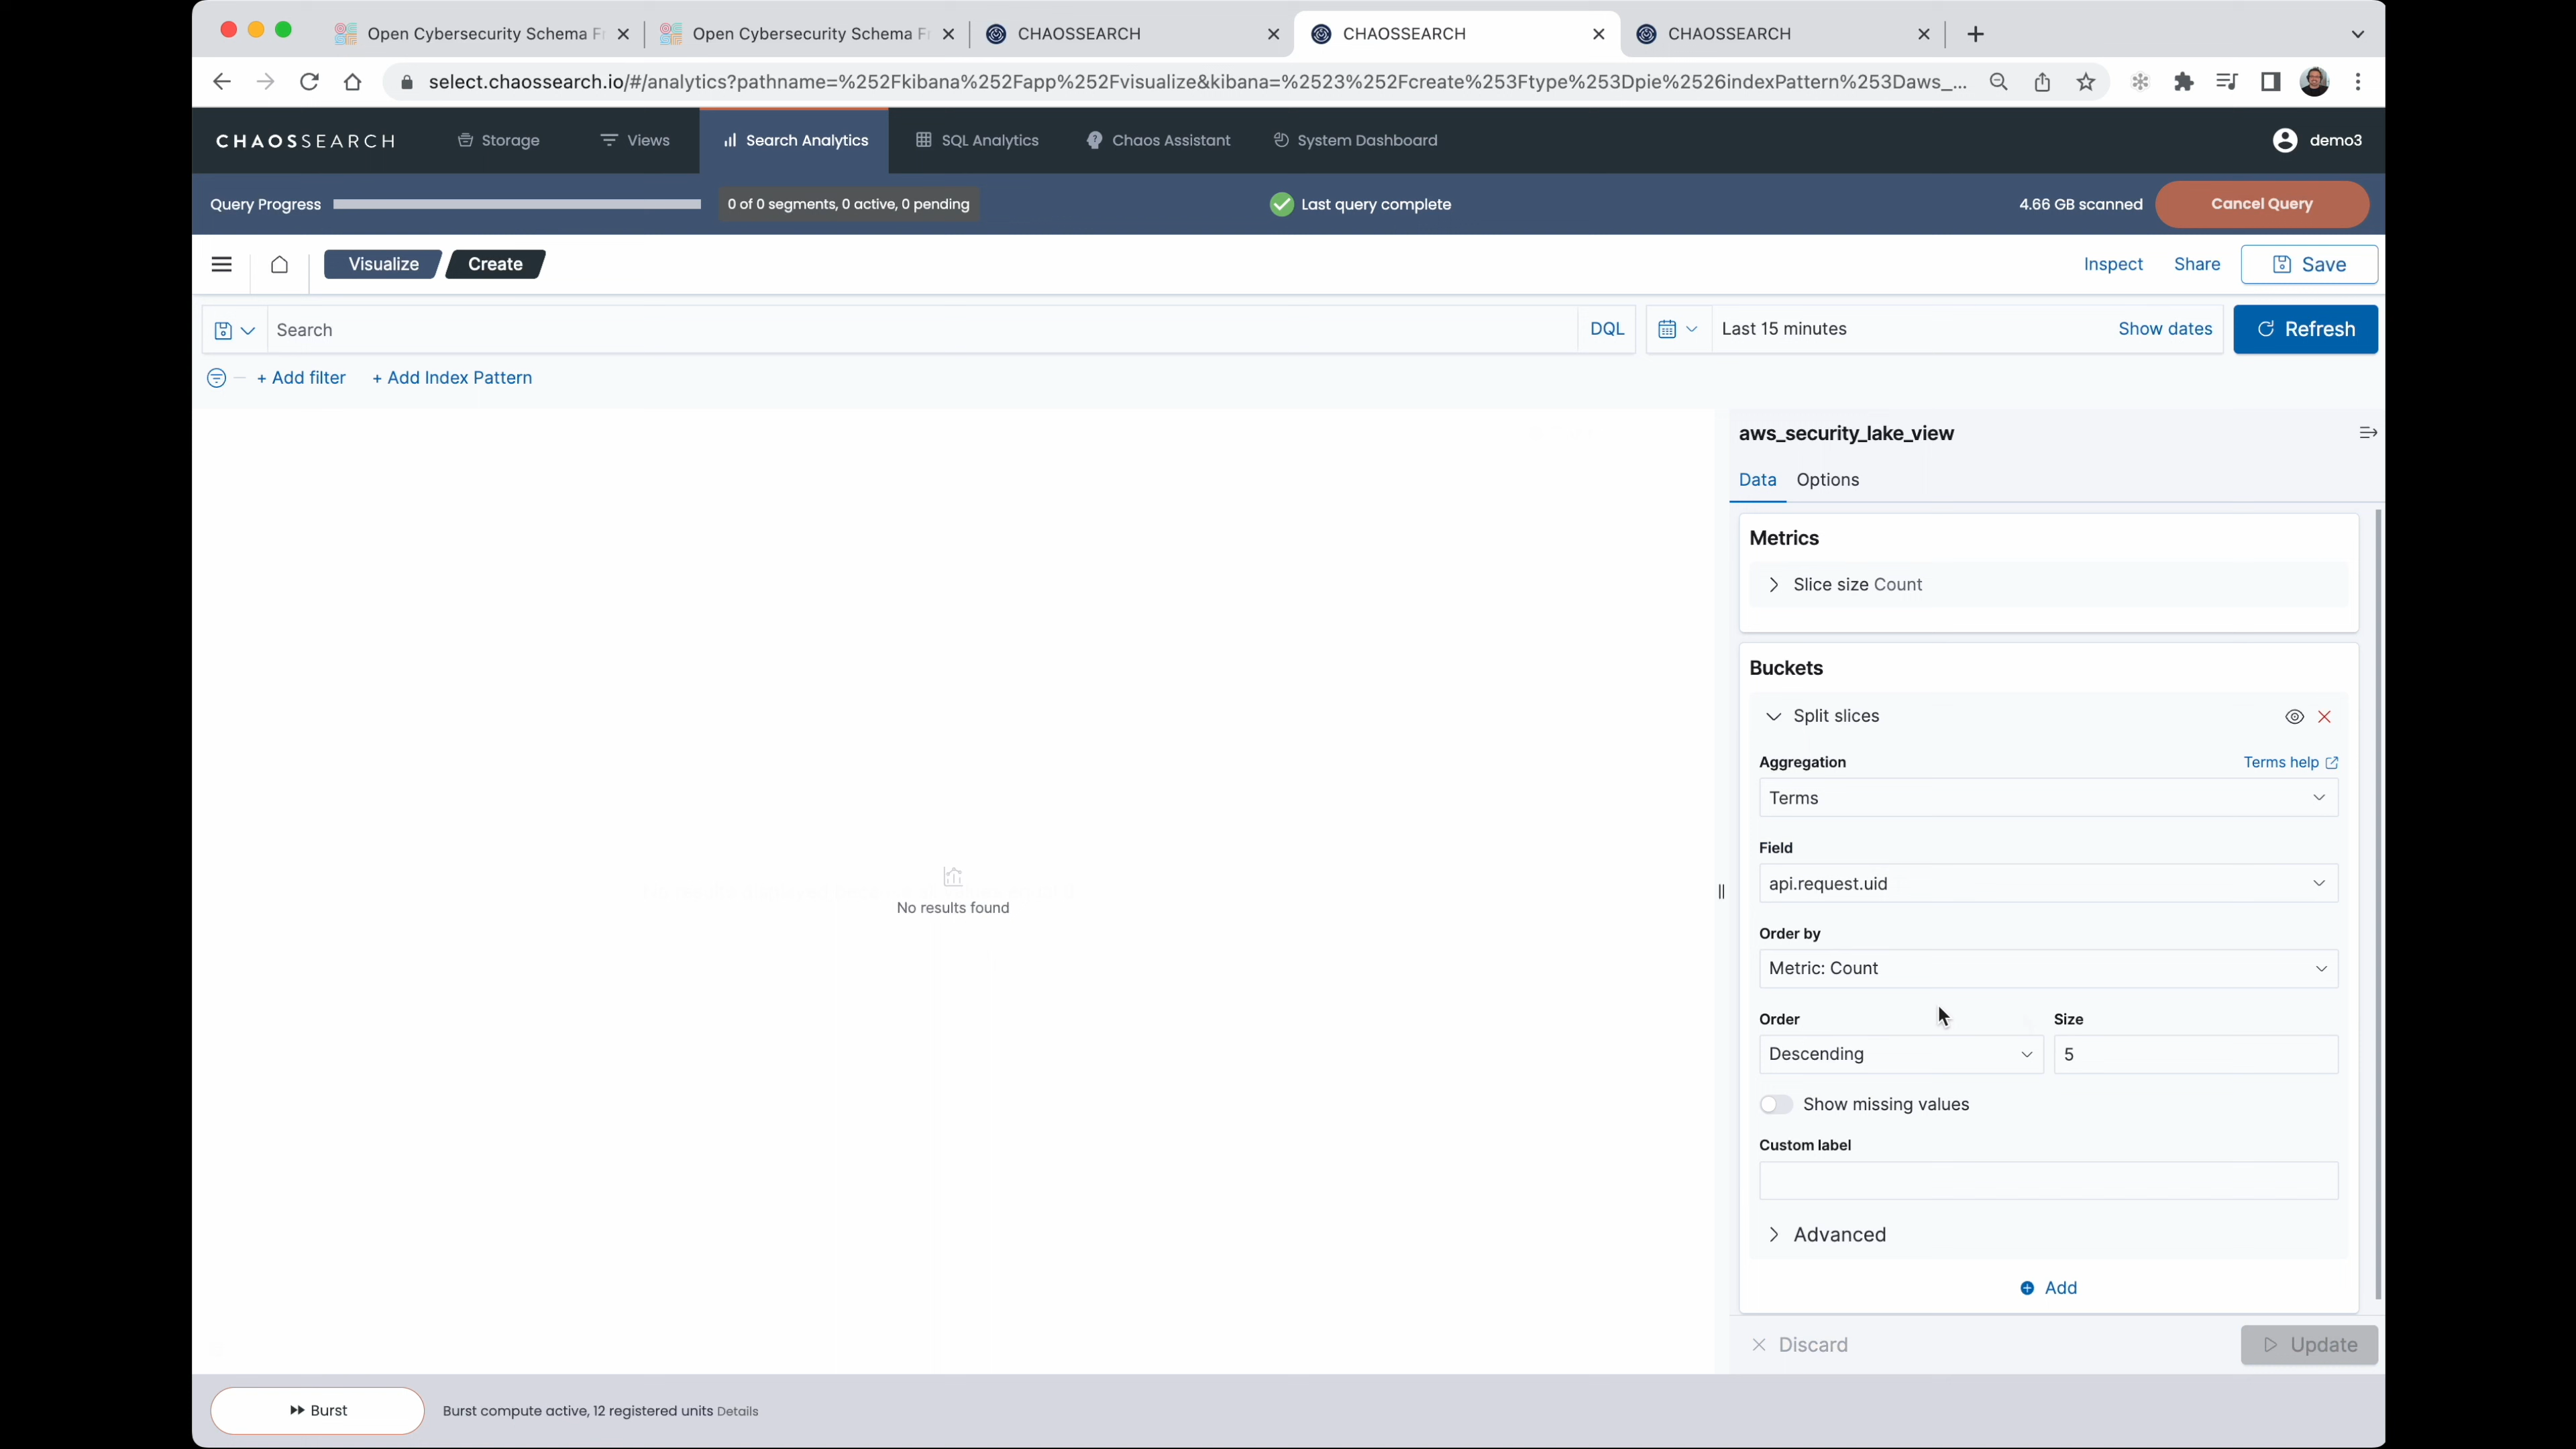 Open Cybersecurity Schema Fr
Open Cybersecurity Schema Fr
CHAOSSEARCH
CHAOSSEARCH
CHAOSSEARCH
select.chaossearch.io/#/analytics?pathname=%252Fkibana%252Fapp%252Fvisualize&kibana=%2523%252Fcreate%253Ftype%253Dpie%2526indexPattern%253Daws_...
CHAOSSEARCH
Storage
Views
Search Analytics
SQL Analytics
Chaos Assistant
System Dashboard
demo3
Query Progress
0 of 0 segments, 0 active, 0 pending
Last query complete
4.66 GB scanned
Cancel Query
Visualize
Create
Inspect
Share
Save
Search
DQL
Last 15 minutes
Show dates
Refresh
+ Add filter
+ Add Index Pattern
aws_security_lake_view
Data
Options
Metrics
Slice size Count
Buckets
Split slices
Aggregation
Terms help
Terms
Field
api.request.uid
No results found
Order by
Metric: Count
Order
Size
Descending
5
Show missing values
Custom label
Advanced
Add
Discard
Update
Burst
Burst compute active, 12 registered units Details